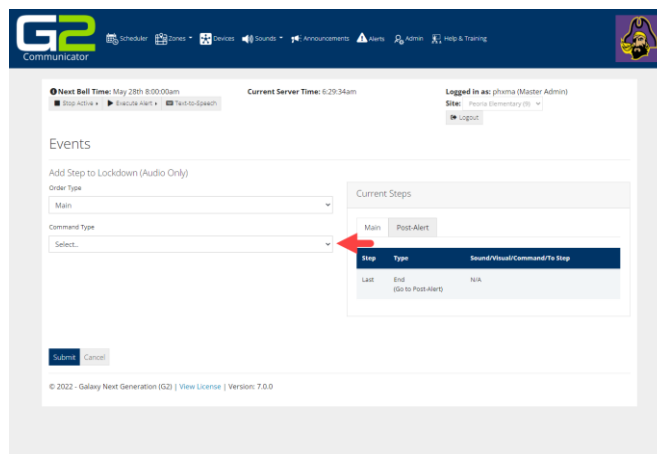 G2
Communicator
Scheduler Zones Devices Sounds Announcements Alerts Admin Help & Training
Next Bell Time: May 28th 8:00:00am Current Server Time: 6:29:34am Logged in as: phxma (Master Admin)
Stop Active Execute Alert Text-to-Speech Site: Peoria Elementary (9)
Logout
Events
Add Step to Lockdown (Audio Only)
Order Type
Main
Command Type
Select..
Current Steps
Main Post-Alert
Step Type Sound/Visual/Command/To Step
Last End N/A
(Go to Post-Alert)
Submit Cancel
© 2022 - Galaxy Next Generation (G2) | View License | Version: 7.0.0